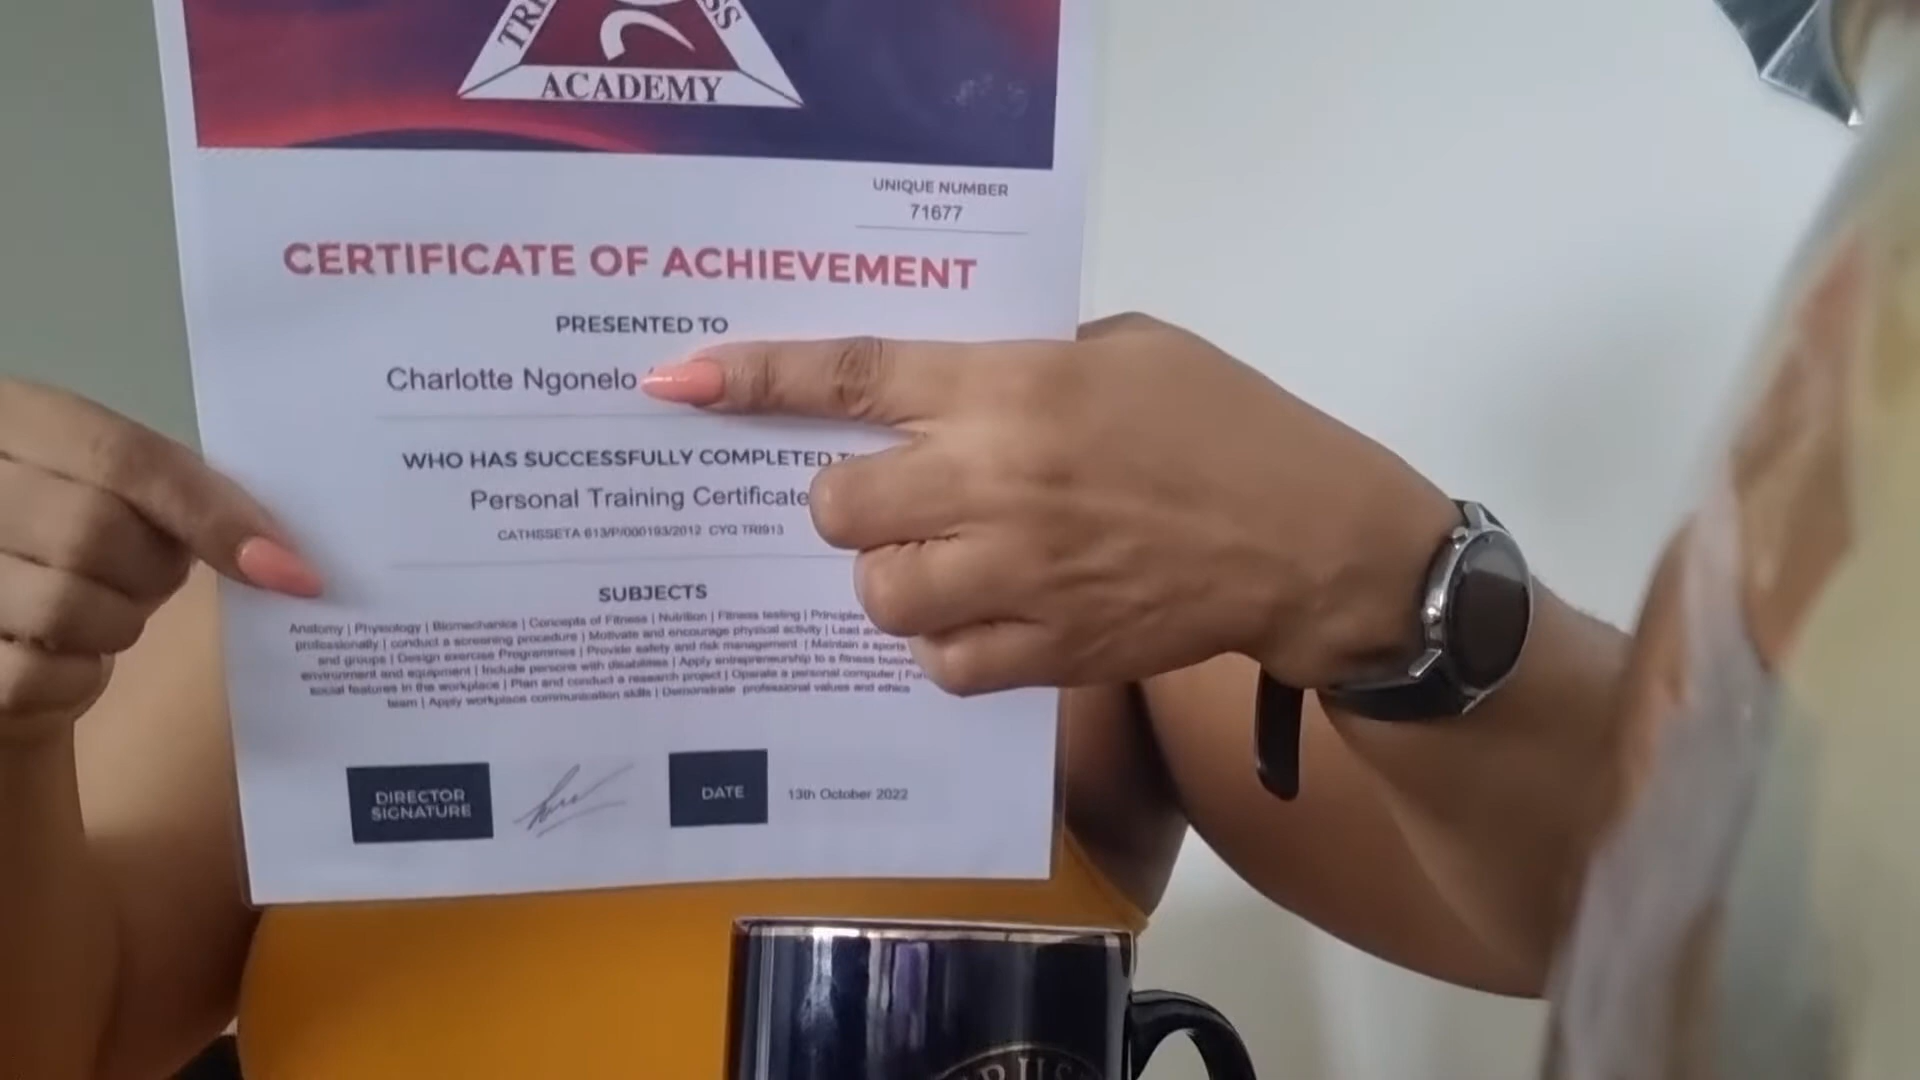 ACADEMY
UNIQUE NUMBER
71677
CERTIFICATE OF ACHIEVEMENT
PRESENTED TO
Charlotte Ngonelo
WHO HAS SUCCESSFULLY COMPLETED
Personal Training Certificate
CATHSSETA 613/P/000193/2012 CYQ TRI913
SUBJECTS
Anatomy | Physiology | Biomechanics | Concepts of Fitness | Nutrition | Fitness testing | Principles
professionally | conduct a screening procedure | Motivate and encourage physical activity | Lead
and groups | Design exercise Programmes | Provide safety and risk management | Maintain a sports
environment and equipment | Include persons with disabilities | Apply entrepreneurship to a fitness
social features in the workplace | Plan and conduct a research project | Operate a personal computer |
team | Apply workplace communication skills | Demonstrate professional values and ethics
DIRECTOR
SIGNATURE
DATE
13th October 2022